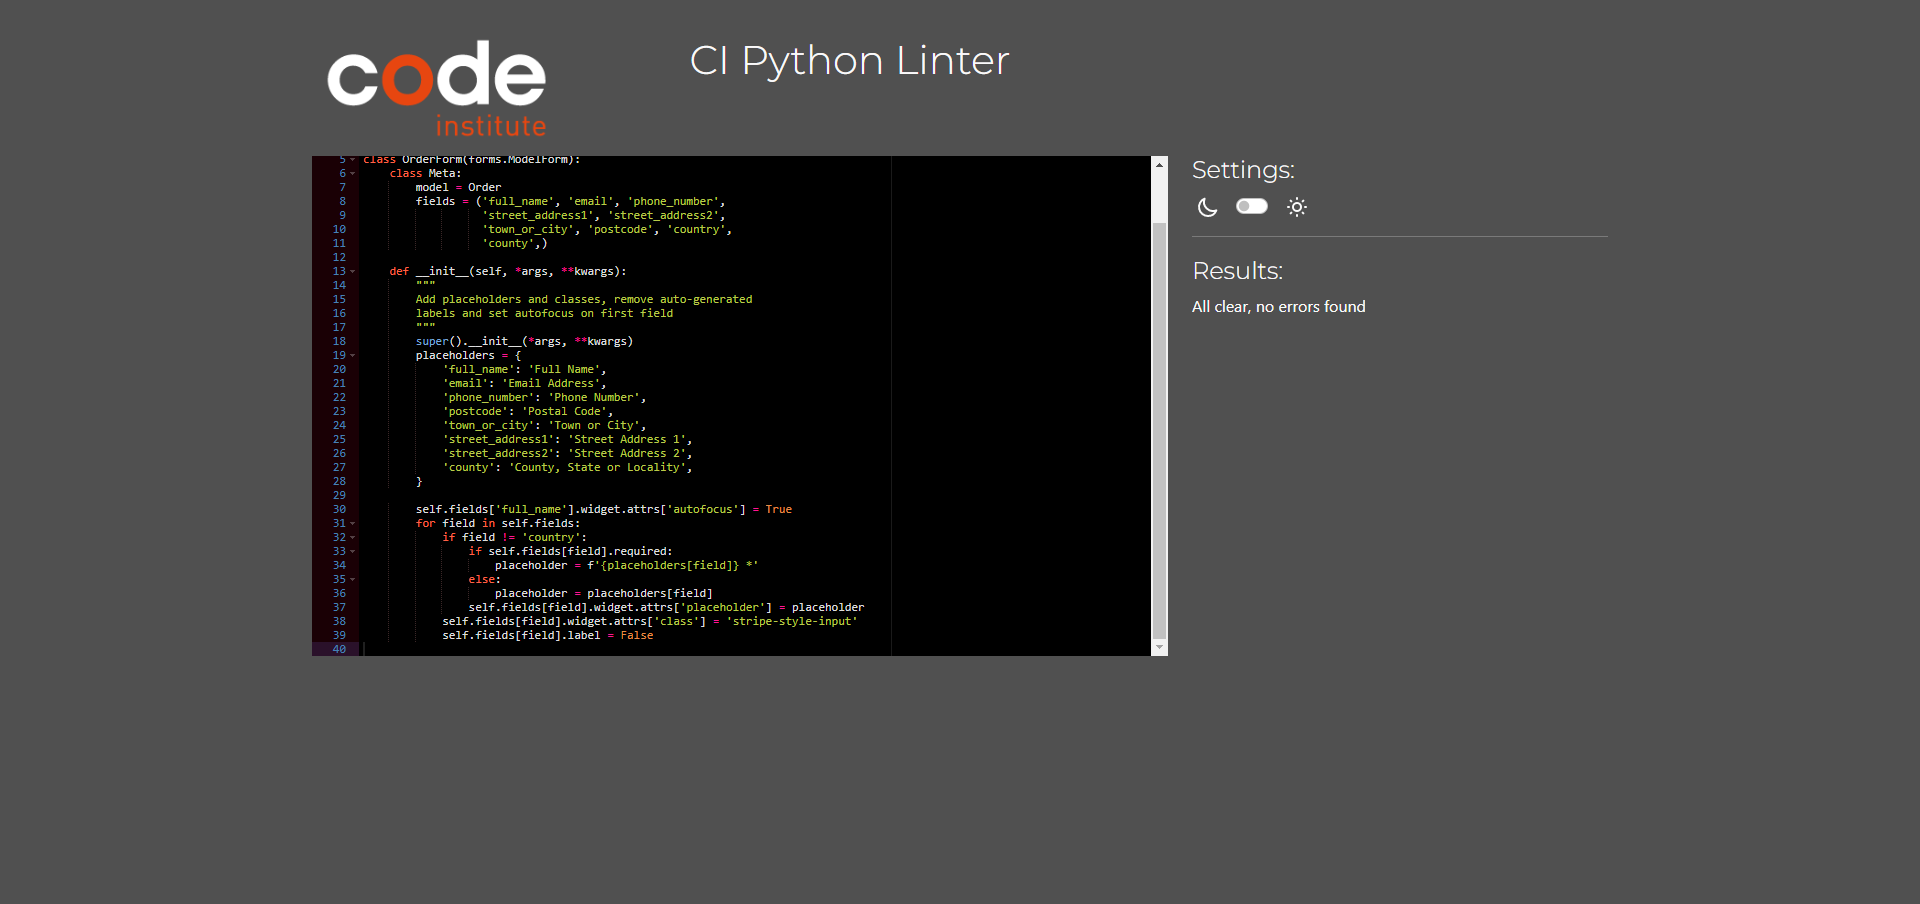 code
institute
CI Python Linter
5 class OrderForm(forms.ModelForm):
6     class Meta:
7         model = Order
8         fields = ('full_name', 'email', 'phone_number',
9                   'street_address1', 'street_address2',
10                   'town_or_city', 'postcode', 'country',
11                   'county',)
12
13     def __init__(self, *args, **kwargs):
14         """
15         Add placeholders and classes, remove auto-generated
16         labels and set autofocus on first field
17         """
18         super().__init__(*args, **kwargs)
19         placeholders = {
20             'full_name': 'Full Name',
21             'email': 'Email Address',
22             'phone_number': 'Phone Number',
23             'postcode': 'Postal Code',
24             'town_or_city': 'Town or City',
25             'street_address1': 'Street Address 1',
26             'street_address2': 'Street Address 2',
27             'county': 'County, State or Locality',
28         }
29
30         self.fields['full_name'].widget.attrs['autofocus'] = True
31         for field in self.fields:
32             if field != 'country':
33                 if self.fields[field].required:
34                     placeholder = f'{placeholders[field]} *'
35                 else:
36                     placeholder = placeholders[field]
37                 self.fields[field].widget.attrs['placeholder'] = placeholder
38             self.fields[field].widget.attrs['class'] = 'stripe-style-input'
39             self.fields[field].label = False
40
Settings:
Results:
All clear, no errors found